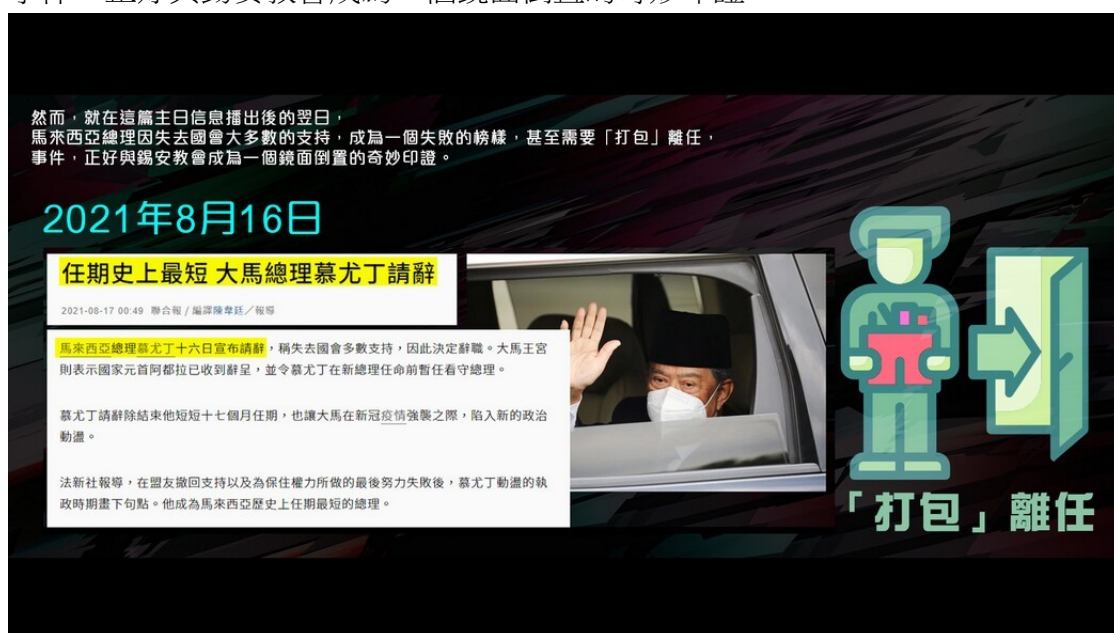 然而，就在這篇主日信息播出後的翌日，
馬來西亞總理因失去國會大多數的支持，成為一個失敗的榜樣，甚至需要「打包」離任，
事件，正好與錫安教會成為一個鏡面倒置的奇妙印證。
2021年8月16日
任期史上最短 大馬總理慕尤丁請辭
2021-08-17 00:49 聯合報 / 編譯陳韋廷／報導
馬來西亞總理慕尤丁十六日宣布請辭，稱失去國會多數支持，因此決定辭職。大馬王宮
則表示國家元首阿都拉已收到辭呈，並令慕尤丁在新總理任命前暫任看守總理。
慕尤丁請辭除結束他短短十七個月任期，也讓大馬在新冠疫情強襲之際，陷入新的政治
動盪。
法新社報導，在盟友撤回支持以及為保住權力所做的最後努力失敗後，慕尤丁動盪的執
政時期畫下句點。他成為馬來西亞歷史上任期最短的總理。
「打包」離任